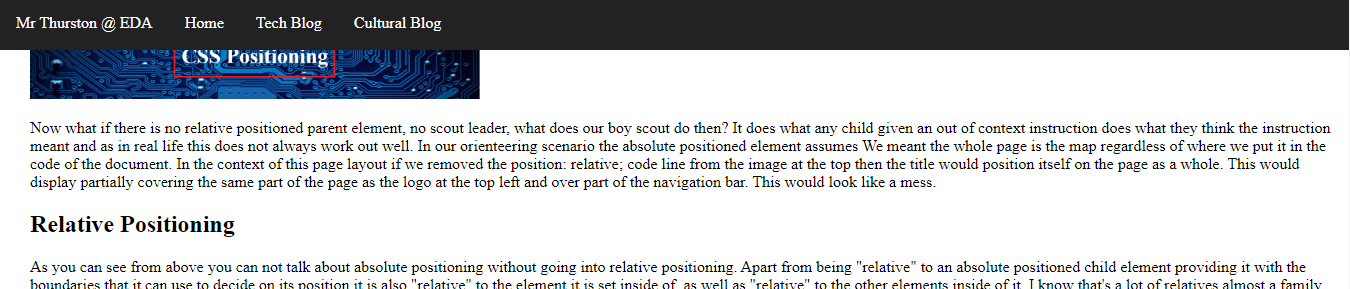 Mr Thurston @ EDA Home Tech Blog Cultural Blog
CSS Positioning
Now what if there is no relative positioned parent element, no scout leader, what does our boy scout do then? It does what any child given an out of context instruction does what they think the instruction
meant and as in real life this does not always work out well. In our orienteering scenario the absolute positioned element assumes We meant the whole page is the map regardless of where we put it in the
code of the document. In the context of this page layout if we removed the position: relative; code line from the image at the top then the title would position itself on the page as a whole. This would
display partially covering the same part of the page as the logo at the top left and over part of the navigation bar. This would look like a mess.
Relative Positioning
As you can see from above you can not talk about absolute positioning without going into relative positioning. Apart from being "relative" to an absolute positioned child element providing it with the
boundaries that it can use to decide on its position it is also "relative" to the element it is set inside of, as well as "relative" to the other elements inside of it. I know that's a lot of relatives almost a family